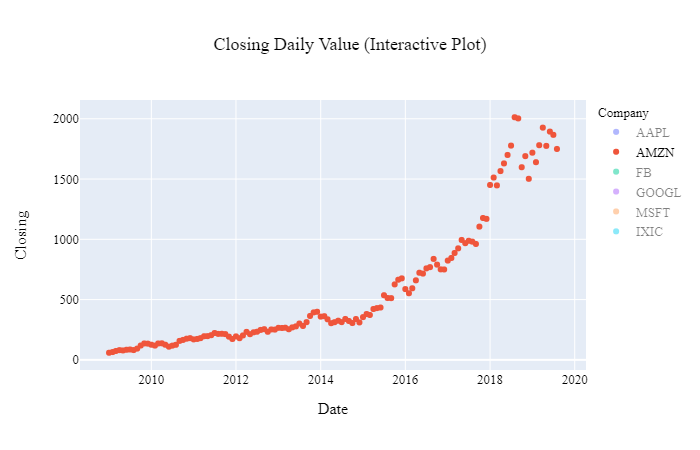 Closing Daily Value (Interactive Plot)
Company
AAPL
AMZN
FB
GOOGL
MSFT
IXIC
Closing
2000
1500
1000
500
0
2010 2012 2014 2016 2018 2020
Date